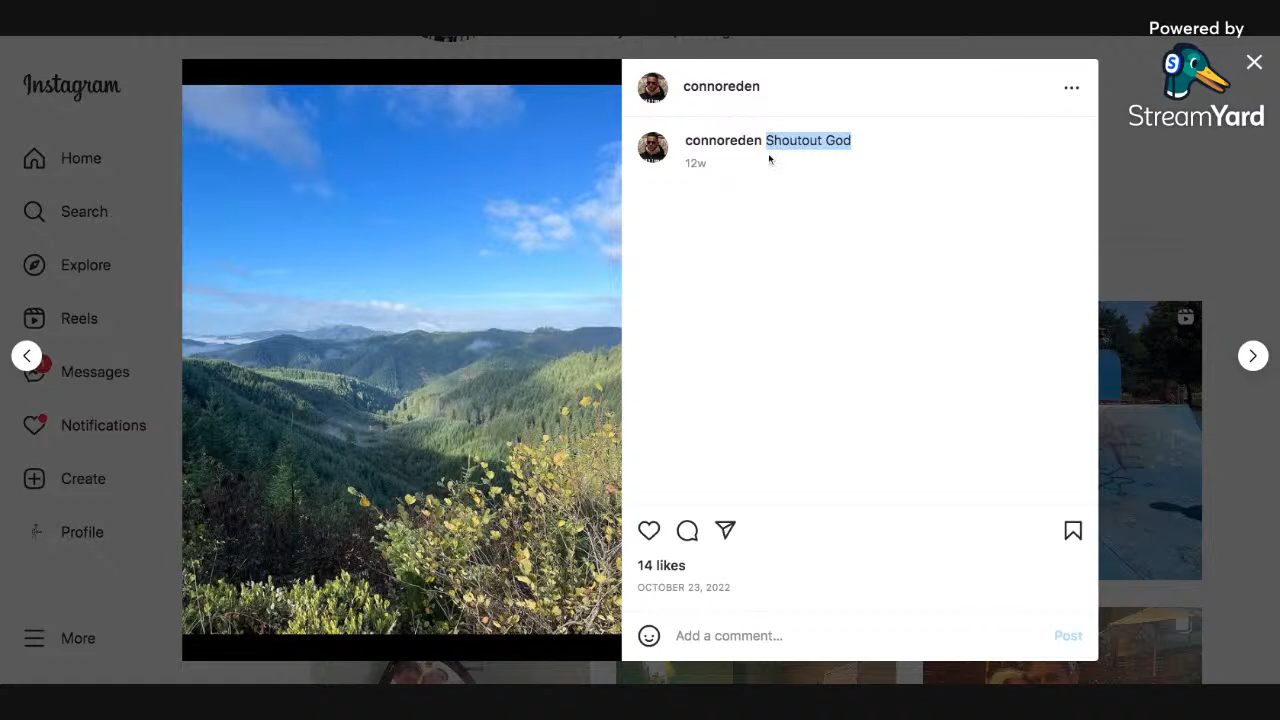 Powered by
StreamYard
Instagram
Home
Search
Explore
Reels
Messages
Notifications
Create
Profile
More
connoreden
connoreden Shoutout God
12w
14 likes
OCTOBER 23, 2022
Add a comment...
Post